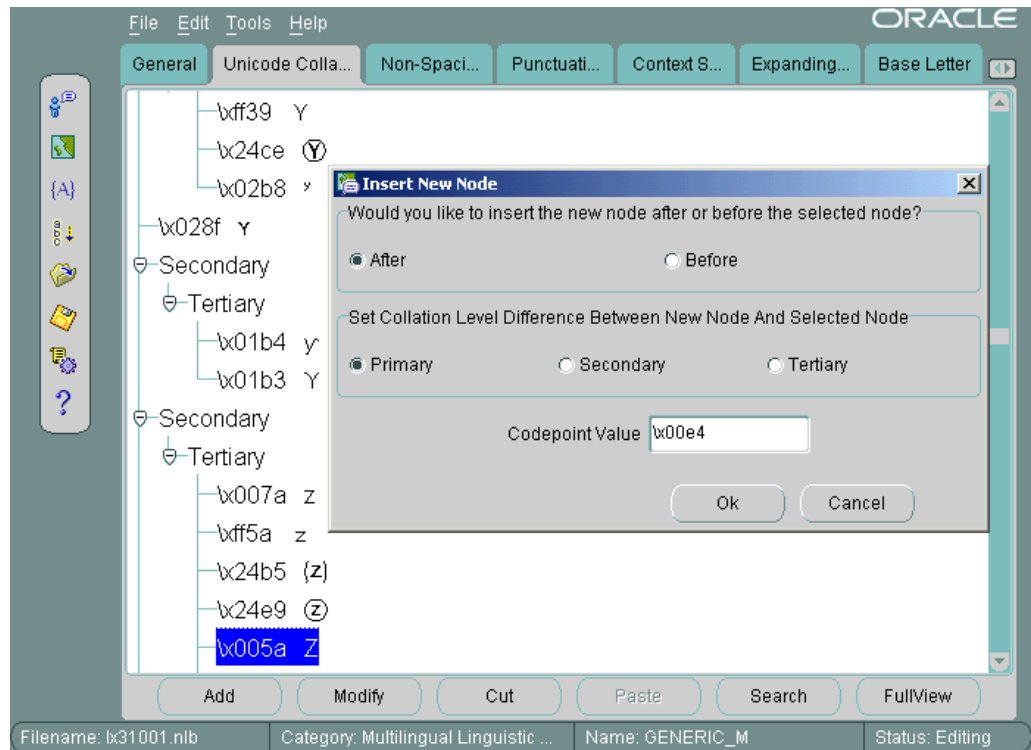 File Edit Tools Help
ORACLE
General Unicode Colla... Non-Spaci... Punctuati... Context S... Expanding... Base Letter
{A}
\xff39 Y
\x24ce Ⓨ
\x02b8 ʸ
\x028f ʏ
Secondary
Tertiary
\x01b4 ƴ
\x01b3 Ƴ
Secondary
Tertiary
\x007a z
\xff5a z
\x24b5 (z)
\x24e9 ⓩ
\x005a Z
Insert New Node
Would you like to insert the new node after or before the selected node?
After Before
Set Collation Level Difference Between New Node And Selected Node
Primary Secondary Tertiary
Codepoint Value \x00e4
Ok Cancel
Add Modify Cut Paste Search FullView
Filename: lx31001.nlb Category: Multilingual Linguistic ... Name: GENERIC_M Status: Editing